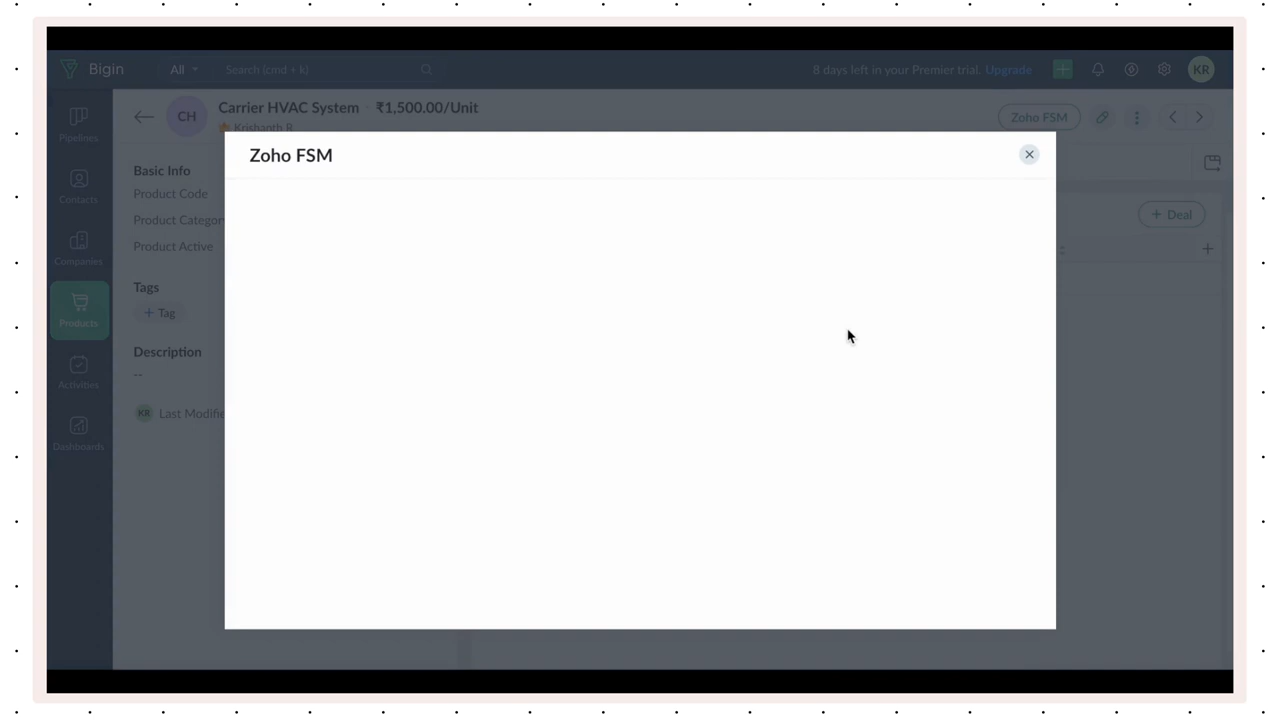 Bigin
All
Search (cmd + k)
8 days left in your Premier trial. Upgrade
KR
Pipelines
Contacts
Companies
Products
Activities
Dashboards
CH
Carrier HVAC System · ₹1,500.00/Unit
Krishanth R
Zoho FSM
Basic Info
Product Code
Product Category
Product Active
Tags
+ Tag
Description
--
KR Last Modifie
Zoho FSM
+ Deal